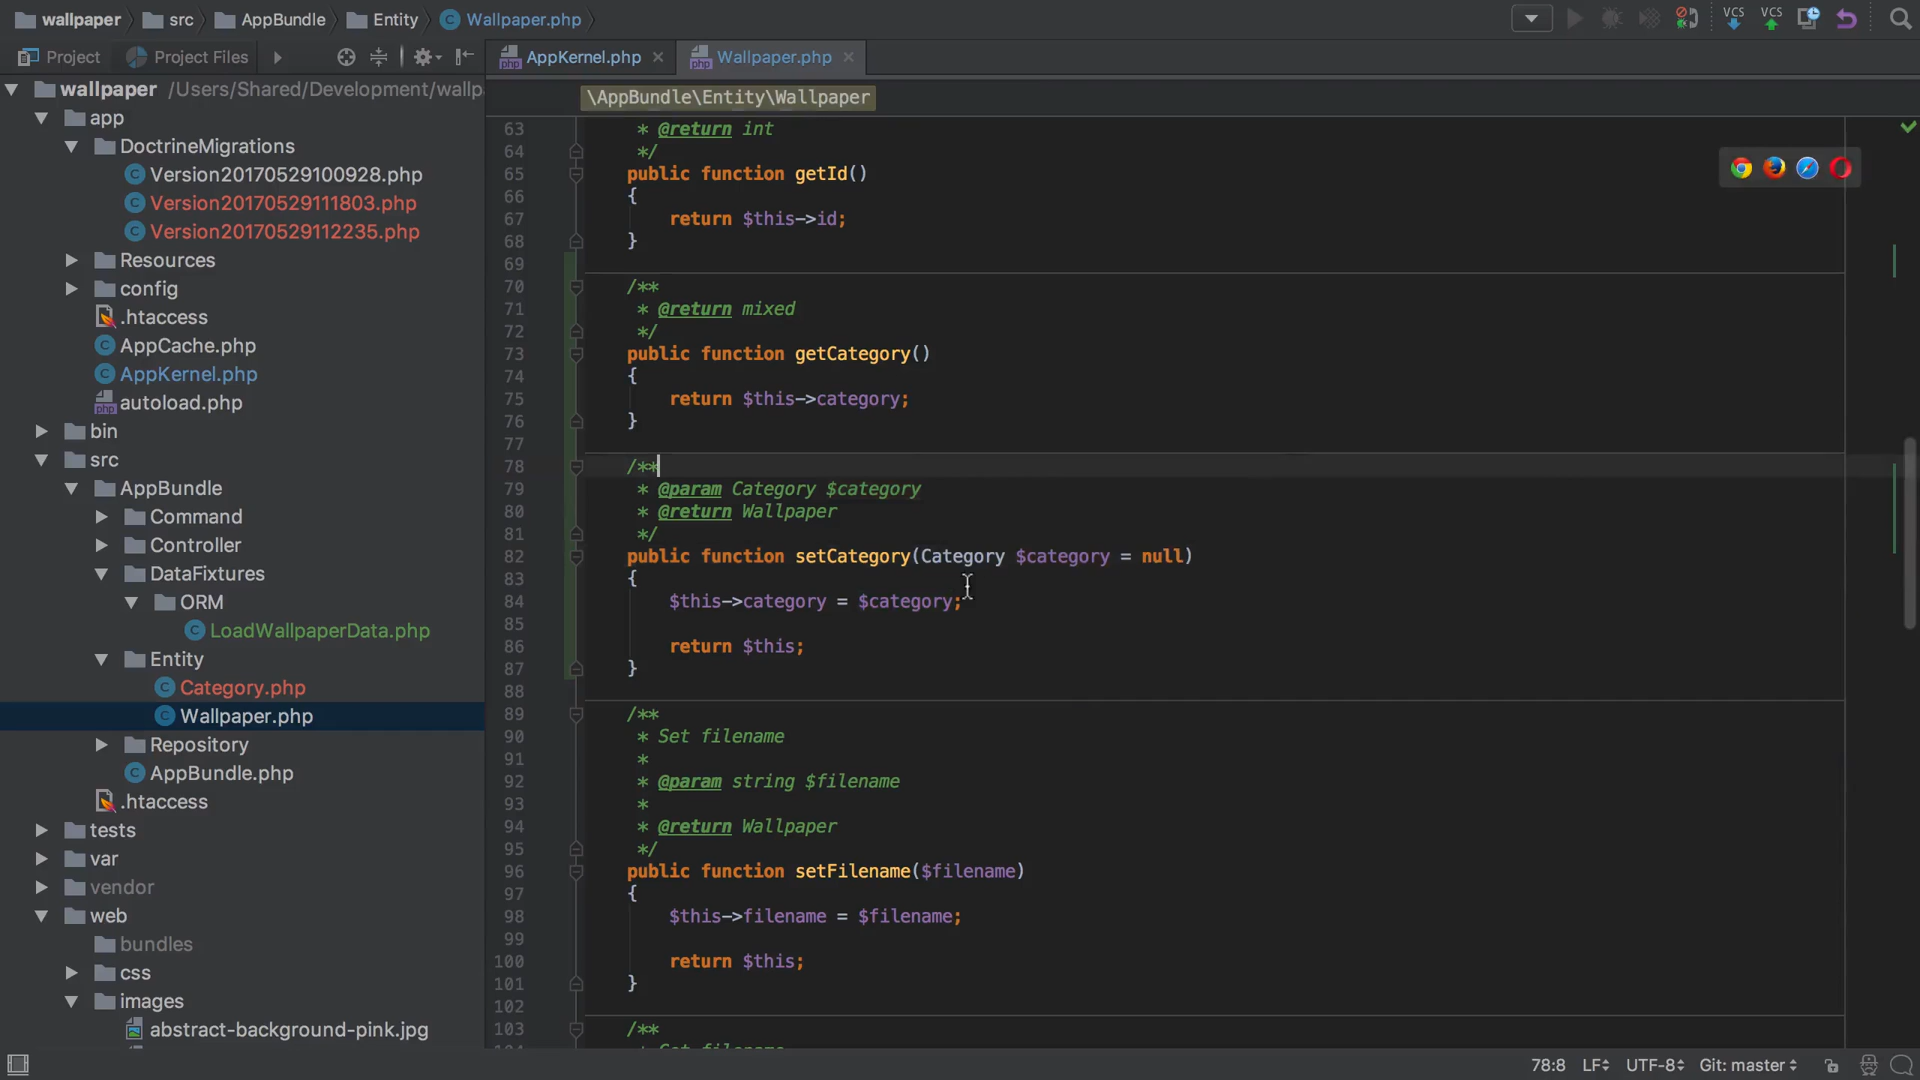 wallpaper src AppBundle Entity Wallpaper.php
VCS VCS
Project Project Files
AppKernel.php Wallpaper.php
wallpaper /Users/Shared/Development/wallp
app
DoctrineMigrations
Version20170529100928.php
Version20170529111803.php
Version20170529112235.php
Resources
config
.htaccess
AppCache.php
AppKernel.php
autoload.php
bin
src
AppBundle
Command
Controller
DataFixtures
ORM
LoadWallpaperData.php
Entity
Category.php
Wallpaper.php
Repository
AppBundle.php
.htaccess
tests
var
vendor
web
bundles
css
images
abstract-background-pink.jpg
\AppBundle\Entity\Wallpaper
63 * @return int
64 */
65 public function getId()
66 {
67 return $this->id;
68 }
69
70 /**
71 * @return mixed
72 */
73 public function getCategory()
74 {
75 return $this->category;
76 }
77
78 /**
79 * @param Category $category
80 * @return Wallpaper
81 */
82 public function setCategory(Category $category = null)
83 {
84 $this->category = $category;
85
86 return $this;
87 }
88
89 /**
90 * Set filename
91 *
92 * @param string $filename
93 *
94 * @return Wallpaper
95 */
96 public function setFilename($filename)
97 {
98 $this->filename = $filename;
99
100 return $this;
101 }
102
103 /**
78:8 LF UTF-8 Git: master